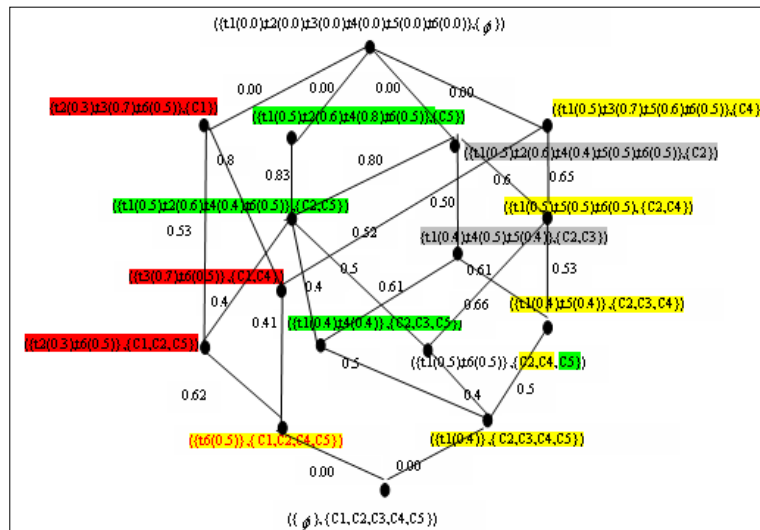 ({t1(0.0)t2(0.0)t3(0.0)t4(0.0)t5(0.0)t6(0.0)},{ϕ})
0.00 0.00 0.00 0.00
{t2(0.3)t3(0.7)t6(0.5)},{C1})
({t1(0.5)t2(0.6)t4(0.8)t6(0.5)},{C5})
({t1(0.5)t3(0.7)t5(0.6)t6(0.5)},{C4})
({t1(0.5)t2(0.6)t4(0.4)t5(0.5)t6(0.5)},{C2})
0.8 0.83 0.80 0.6 0.65
({t1(0.5)t2(0.6)t4(0.4)t6(0.5)},{C2,C5})
({t1(0.5)t5(0.5)t6(0.5),{C2,C4})
0.50
0.53 0.52
{t1(0.4)t4(0.5)t5(0.4)},{C2,C3})
{t3(0.7)t6(0.5)},{C1,C4}
0.5 0.61 0.61 0.53
0.4 0.4
({t1(0.4)t5(0.4)},{C2,C3,C4})
0.41 0.66
({t1(0.4)t4(0.4)},{C2,C3,C5})
({t2(0.3)t6(0.5)},{C1,C2,C5})
({t1(0.5)t6(0.5)},{C2,C4,C5})
0.62 0.5 0.4 0.5
({t6(0.5)},{C1,C2,C4,C5})
({t1(0.4)},{C2,C3,C4,C5})
0.00 0.00
({ϕ},{C1,C2,C3,C4,C5})